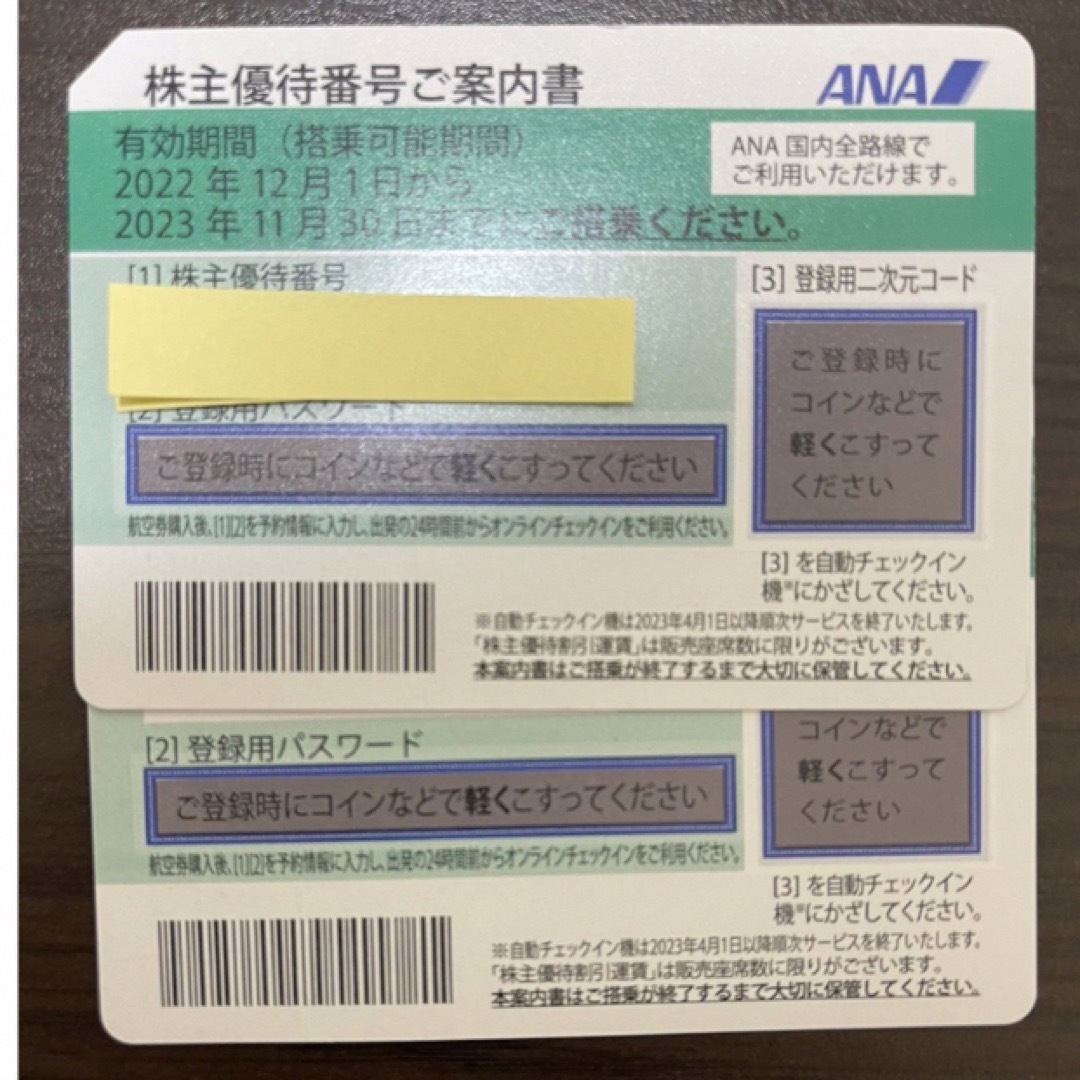 株主優待番号ご案内書
ANA
有効期間（搭乗可能期間）
2022 年 12 月 1 日から
2023 年 11 月 30 日までにご搭乗ください。
ANA 国内全路線で
ご利用いただけます。
[1] 株主優待番号
[2] 登録用パスワード
ご登録時にコインなどで軽くこすってください
航空券購入後、[1][2]を予約情報に入力し、出発の24時間前からオンラインチェックインをご利用ください。
[3] 登録用二次元コード
ご登録時に
コインなどで
軽くこすって
ください
[3] を自動チェックイン
機※にかざしてください。
※自動チェックイン機は2023年4月1日以降順次サービスを終了いたします。
「株主優待割引運賃」は販売座席数に限りがございます。
本案内書はご搭乗が終了するまで大切に保管してください。
[2] 登録用パスワード
ご登録時にコインなどで軽くこすってください
航空券購入後、[1][2]を予約情報に入力し、出発の24時間前からオンラインチェックインをご利用ください。
コインなどで
軽くこすって
ください
[3] を自動チェックイン
機※にかざしてください。
※自動チェックイン機は2023年4月1日以降順次サービスを終了いたします。
「株主優待割引運賃」は販売座席数に限りがございます。
本案内書はご搭乗が終了するまで大切に保管してください。